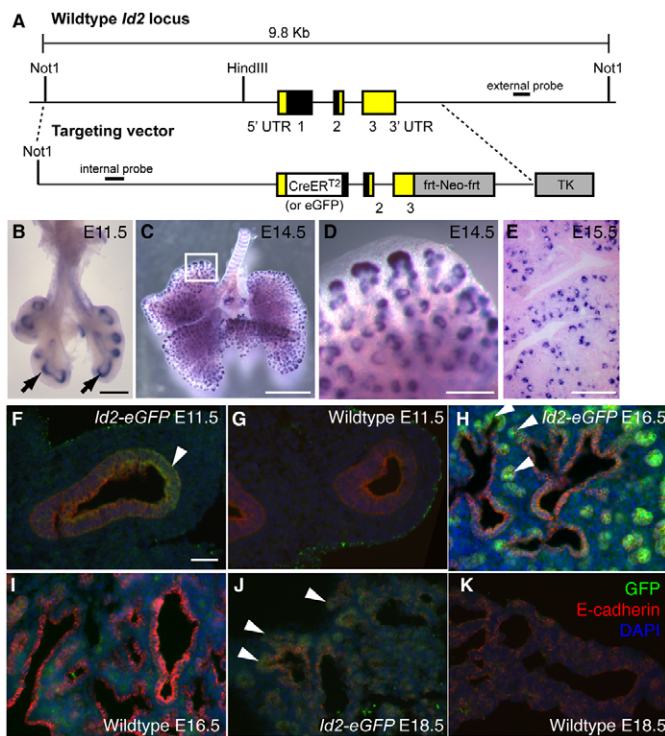 A
Wildtype Id2 locus
9.8 Kb
Not1
HindIII
Not1
external probe
5' UTR 1 2 3 3' UTR
Targeting vector
Not1
internal probe
CreERT2
frt-Neo-frt
TK
(or eGFP)
2
3
B
E11.5
C
E14.5
D
E14.5
E
E15.5
F
Id2-eGFP E11.5
G
Wildtype E11.5
H
Id2-eGFP E16.5
I
Wildtype E16.5
J
Id2-eGFP E18.5
K
GFP
E-cadherin
DAPI
Wildtype E18.5